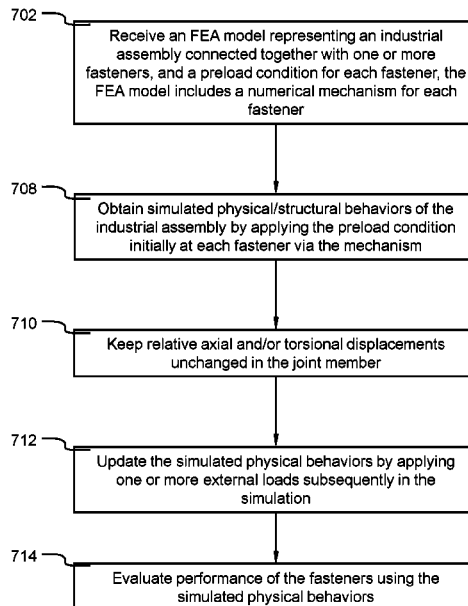 702
Receive an FEA model representing an industrial
assembly connected together with one or more
fasteners, and a preload condition for each fastener, the
FEA model includes a numerical mechanism for each
fastener
708
Obtain simulated physical/structural behaviors of the
industrial assembly by applying the preload condition
initially at each fastener via the mechanism
710
Keep relative axial and/or torsional displacements
unchanged in the joint member
712
Update the simulated physical behaviors by applying
one or more external loads subsequently in the
simulation
714
Evaluate performance of the fasteners using the
simulated physical behaviors